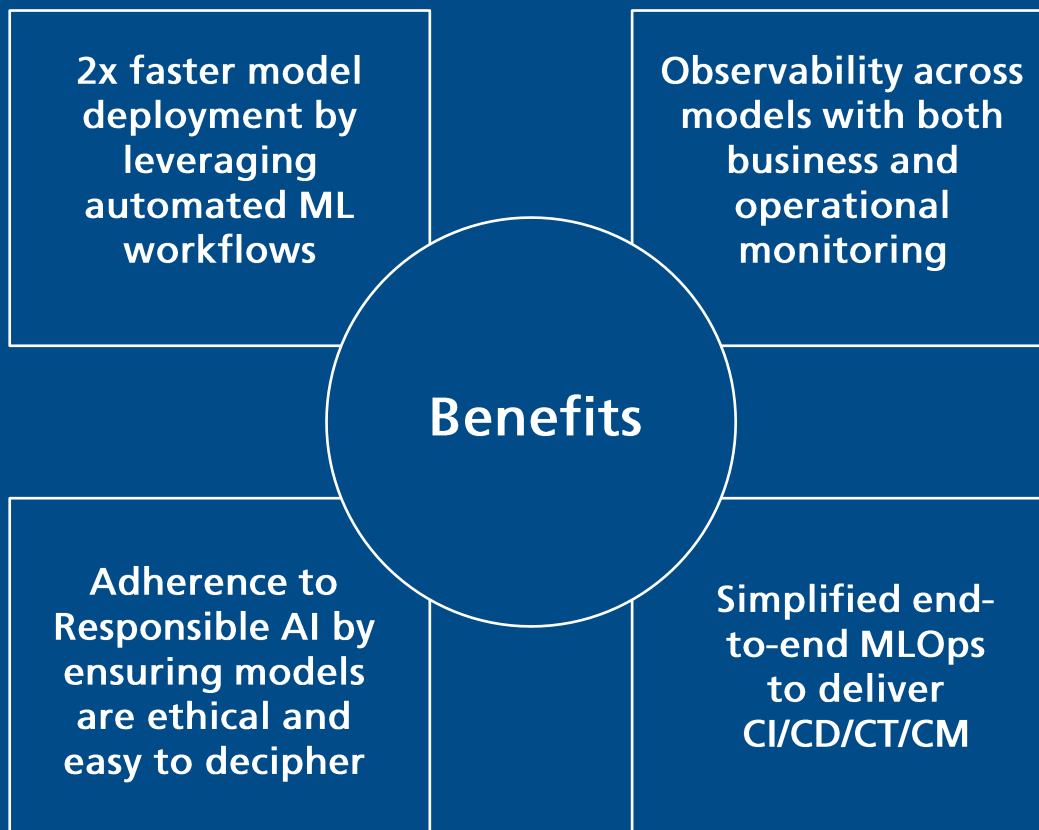 2x faster model
deployment by
leveraging
automated ML
workflows
Observability across
models with both
business and
operational
monitoring
Benefits
Adherence to
Responsible AI by
ensuring models
are ethical and
easy to decipher
Simplified end-
to-end MLOps
to deliver
CI/CD/CT/CM